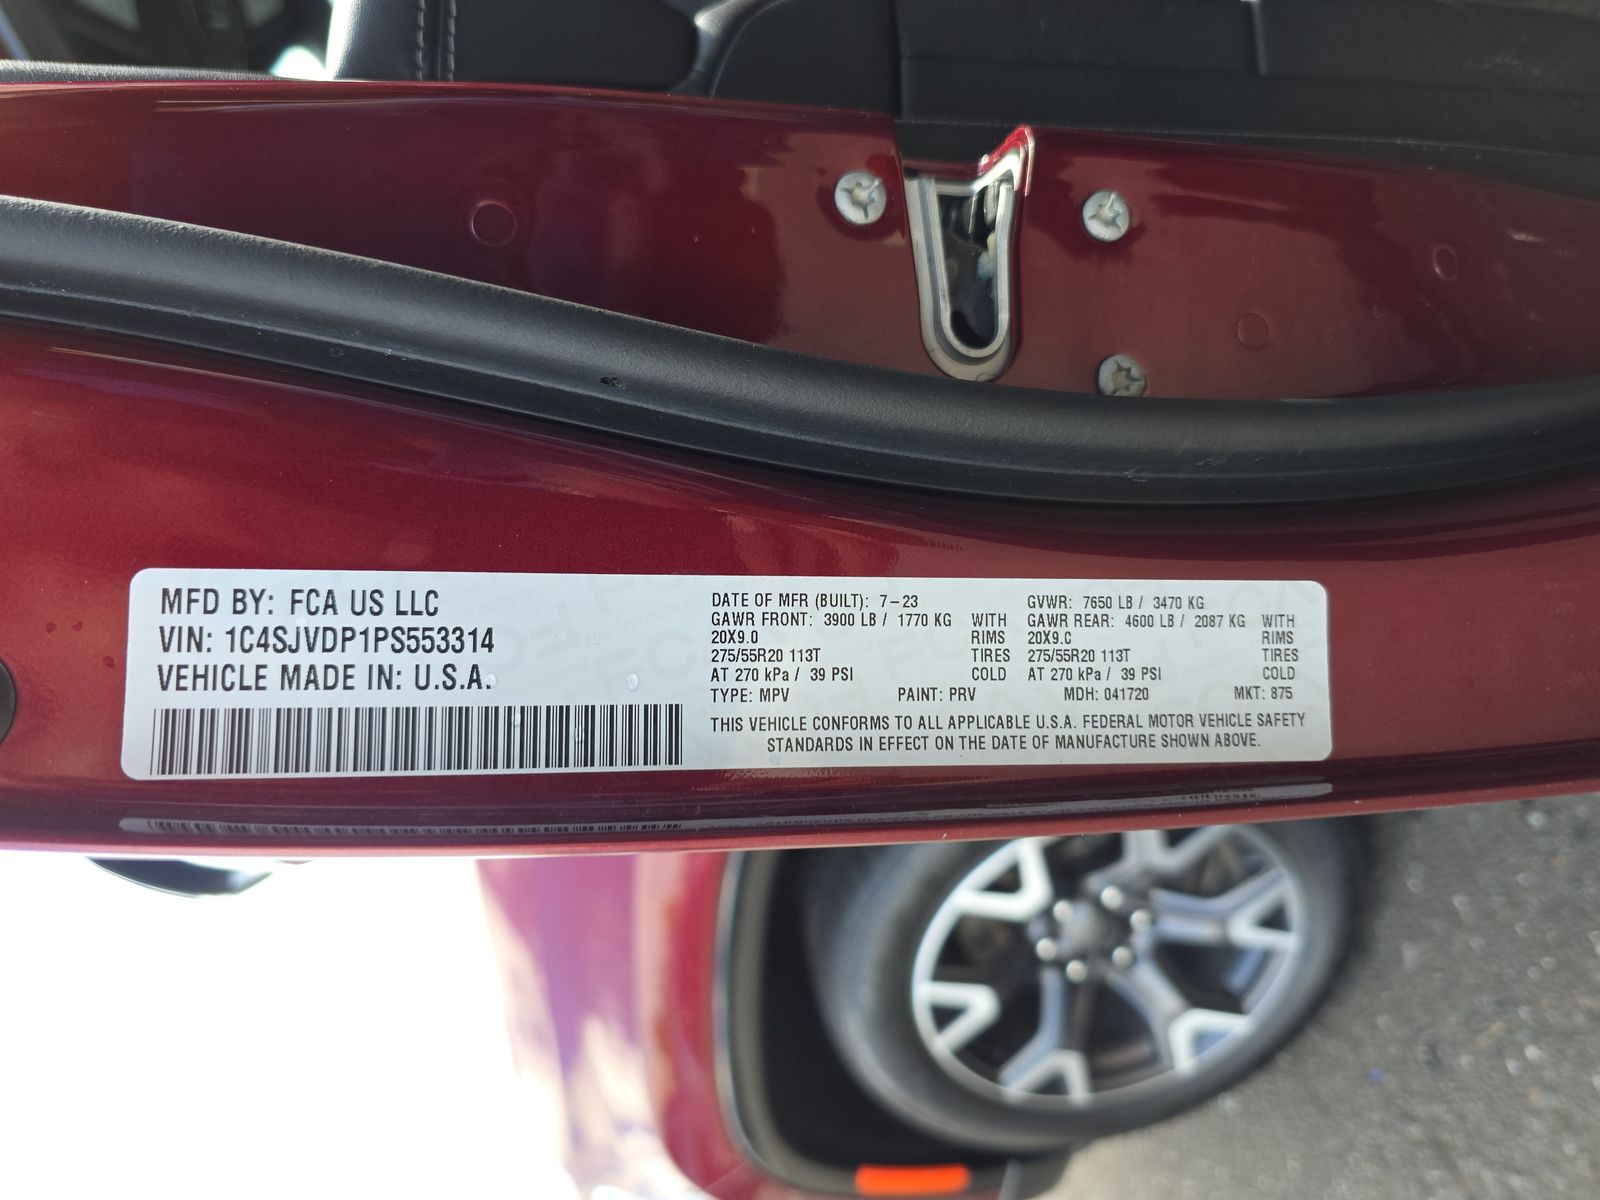 MFD BY: FCA US LLC
VIN: 1C4SJVDP1PS553314
VEHICLE MADE IN: U.S.A.
DATE OF MFR (BUILT): 7-23
GAWR FRONT: 3900 LB / 1770 KG WITH
20X9.0 RIMS
275/55R20 113T TIRES
AT 270 kPa / 39 PSI COLD
TYPE: MPV PAINT: PRV
GVWR: 7650 LB / 3470 KG
GAWR REAR: 4600 LB / 2087 KG WITH
20X9.0 RIMS
275/55R20 113T TIRES
AT 270 kPa / 39 PSI COLD
MDH: 041720 MKT: 875
THIS VEHICLE CONFORMS TO ALL APPLICABLE U.S.A. FEDERAL MOTOR VEHICLE SAFETY
STANDARDS IN EFFECT ON THE DATE OF MANUFACTURE SHOWN ABOVE.